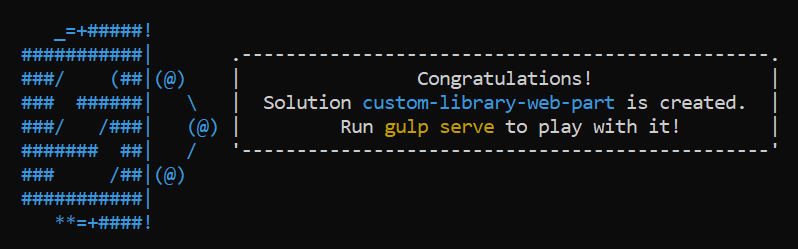 Congratulations!
Solution custom-library-web-part is created.
Run gulp serve to play with it!